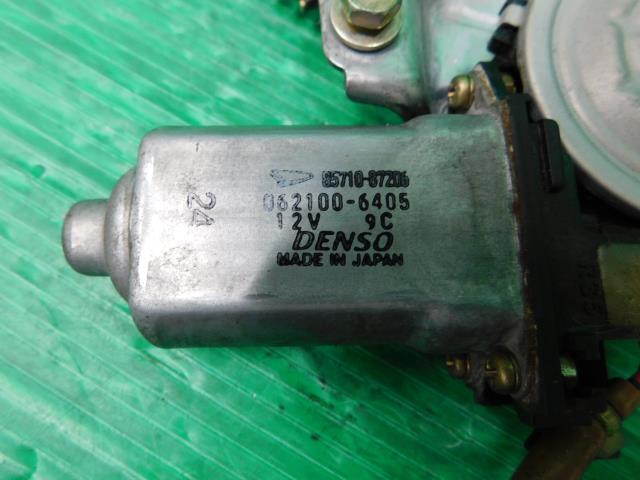 85710-87206
062100-6405
12V 9C
DENSO
MADE IN JAPAN
24